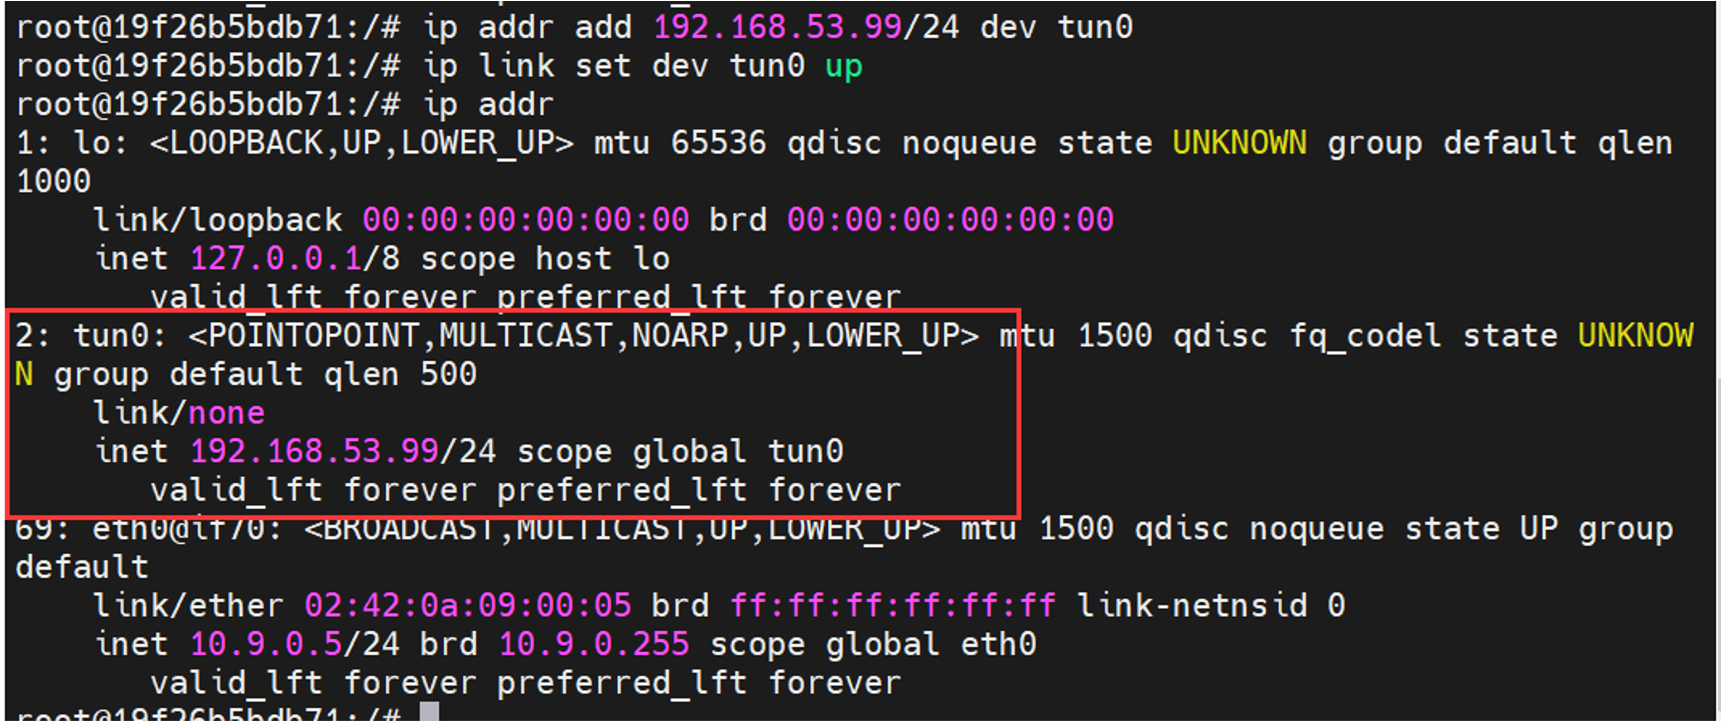 root@19f26b5bdb71:/# ip addr add 192.168.53.99/24 dev tun0
root@19f26b5bdb71:/# ip link set dev tun0 up
root@19f26b5bdb71:/# ip addr
1: lo: <LOOPBACK,UP,LOWER_UP> mtu 65536 qdisc noqueue state UNKNOWN group default qlen
1000
    link/loopback 00:00:00:00:00:00 brd 00:00:00:00:00:00
    inet 127.0.0.1/8 scope host lo
       valid_lft forever preferred_lft forever
2: tun0: <POINTOPOINT,MULTICAST,NOARP,UP,LOWER_UP> mtu 1500 qdisc fq_codel state UNKNOW
N group default qlen 500
    link/none
    inet 192.168.53.99/24 scope global tun0
       valid_lft forever preferred_lft forever
69: eth0@if70: <BROADCAST,MULTICAST,UP,LOWER_UP> mtu 1500 qdisc noqueue state UP group
default
    link/ether 02:42:0a:09:00:05 brd ff:ff:ff:ff:ff:ff link-netnsid 0
    inet 10.9.0.5/24 brd 10.9.0.255 scope global eth0
       valid_lft forever preferred_lft forever
root@19f26b5bdb71:/#